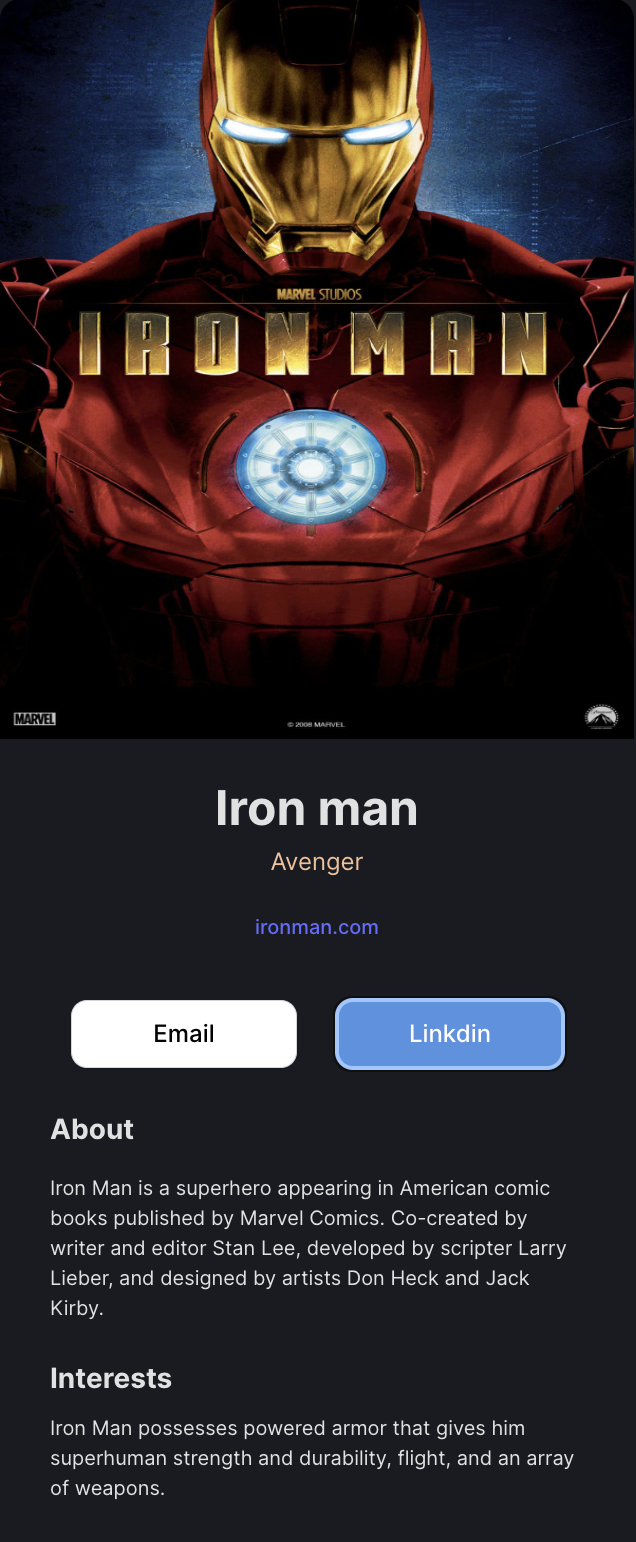 MARVEL STUDIOS
IRON MAN
MARVEL
© 2008 MARVEL
Iron man
Avenger
ironman.com
Email
Linkdin
About
Iron Man is a superhero appearing in American comic
books published by Marvel Comics. Co-created by
writer and editor Stan Lee, developed by scripter Larry
Lieber, and designed by artists Don Heck and Jack
Kirby.
Interests
Iron Man possesses powered armor that gives him
superhuman strength and durability, flight, and an array
of weapons.